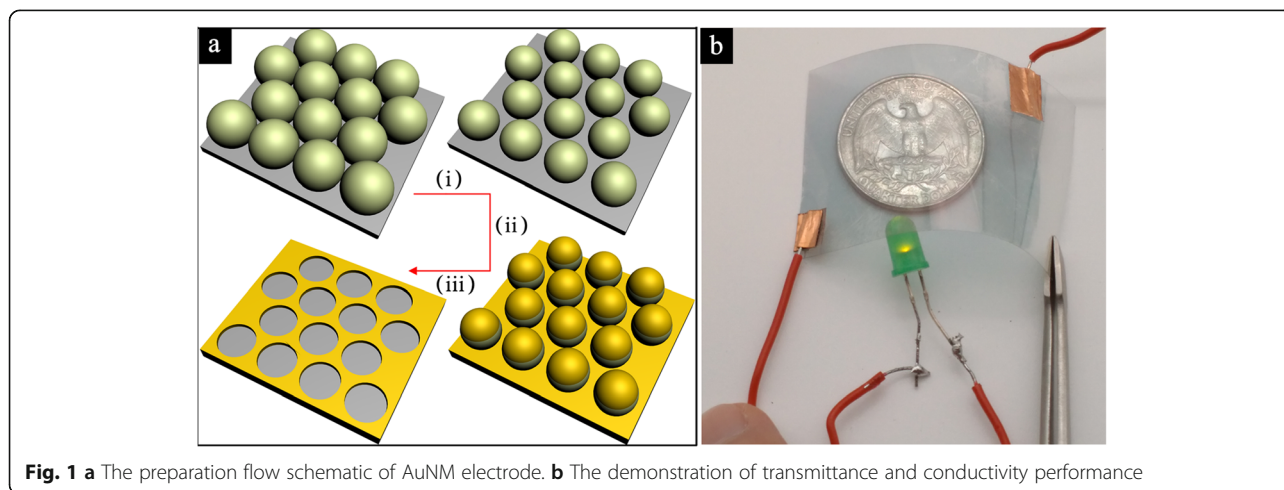 a
(i)
(ii)
(iii)
b
Fig. 1 a The preparation flow schematic of AuNM electrode. b The demonstration of transmittance and conductivity performance